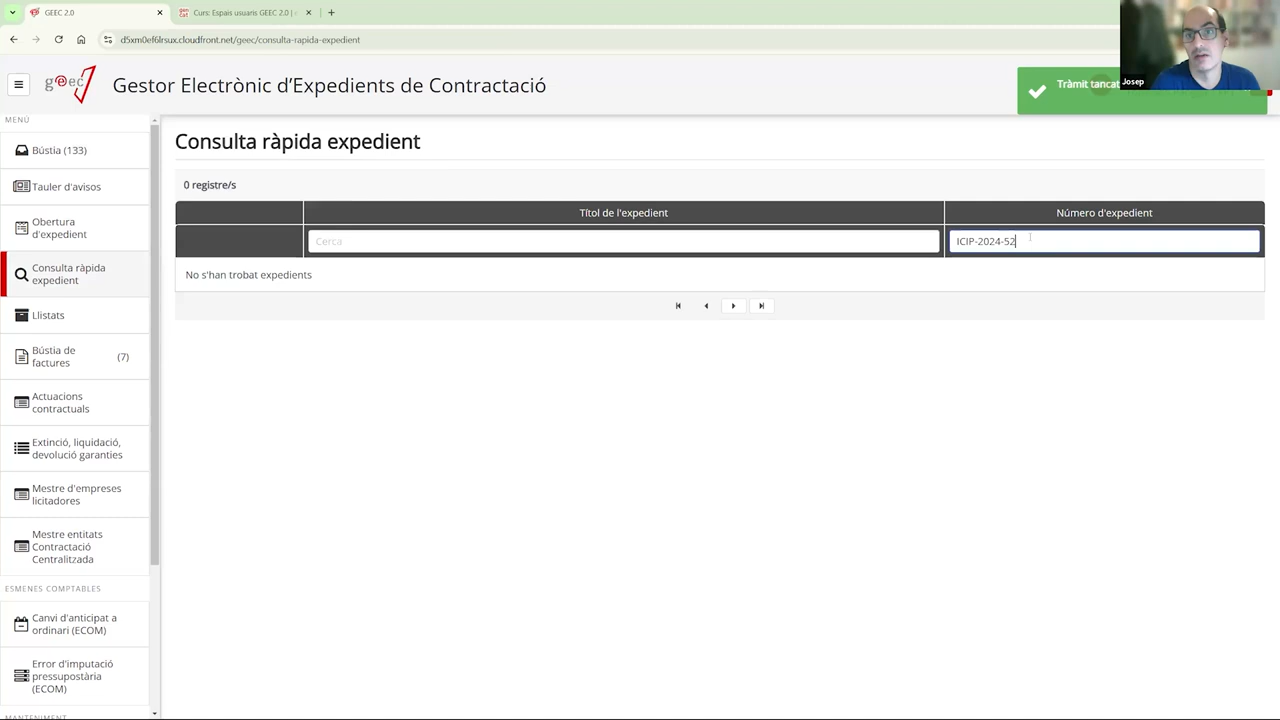 GEEC 2.0
Curs: Espais usuaris GEEC 2.0 |
d5xm0ef6lrsux.cloudfront.net/geec/consulta-rapida-expedient
geec
Gestor Electrònic d'Expedients de Contractació
Josep
Tràmit tancat
MENÚ
Bústia (133)
Tauler d'avisos
Obertura
d'expedient
Consulta ràpida
expedient
Llistats
Bústia de
factures
(7)
Actuacions
contractuals
Extinció, liquidació,
devolució garanties
Mestre d'empreses
licitadores
Mestre entitats
Contractació
Centralitzada
ESMENES COMPTABLES
Canvi d'anticipat a
ordinari (ECOM)
Error d'imputació
pressupostària
(ECOM)
MANTENIMENT
Consulta ràpida expedient
0 registre/s
Títol de l'expedient
Número d'expedient
Cerca
ICIP-2024-52
No s'han trobat expedients